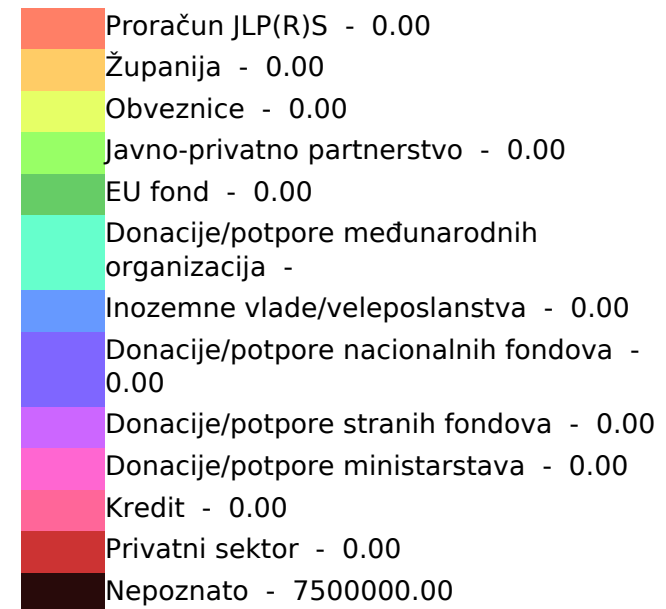 Proračun JLP(R)S - 0.00
Županija - 0.00
Obveznice - 0.00
Javno-privatno partnerstvo - 0.00
EU fond - 0.00
Donacije/potpore međunarodnih
organizacija -
Inozemne vlade/veleposlanstva - 0.00
Donacije/potpore nacionalnih fondova -
0.00
Donacije/potpore stranih fondova - 0.00
Donacije/potpore ministarstava - 0.00
Kredit - 0.00
Privatni sektor - 0.00
Nepoznato - 7500000.00